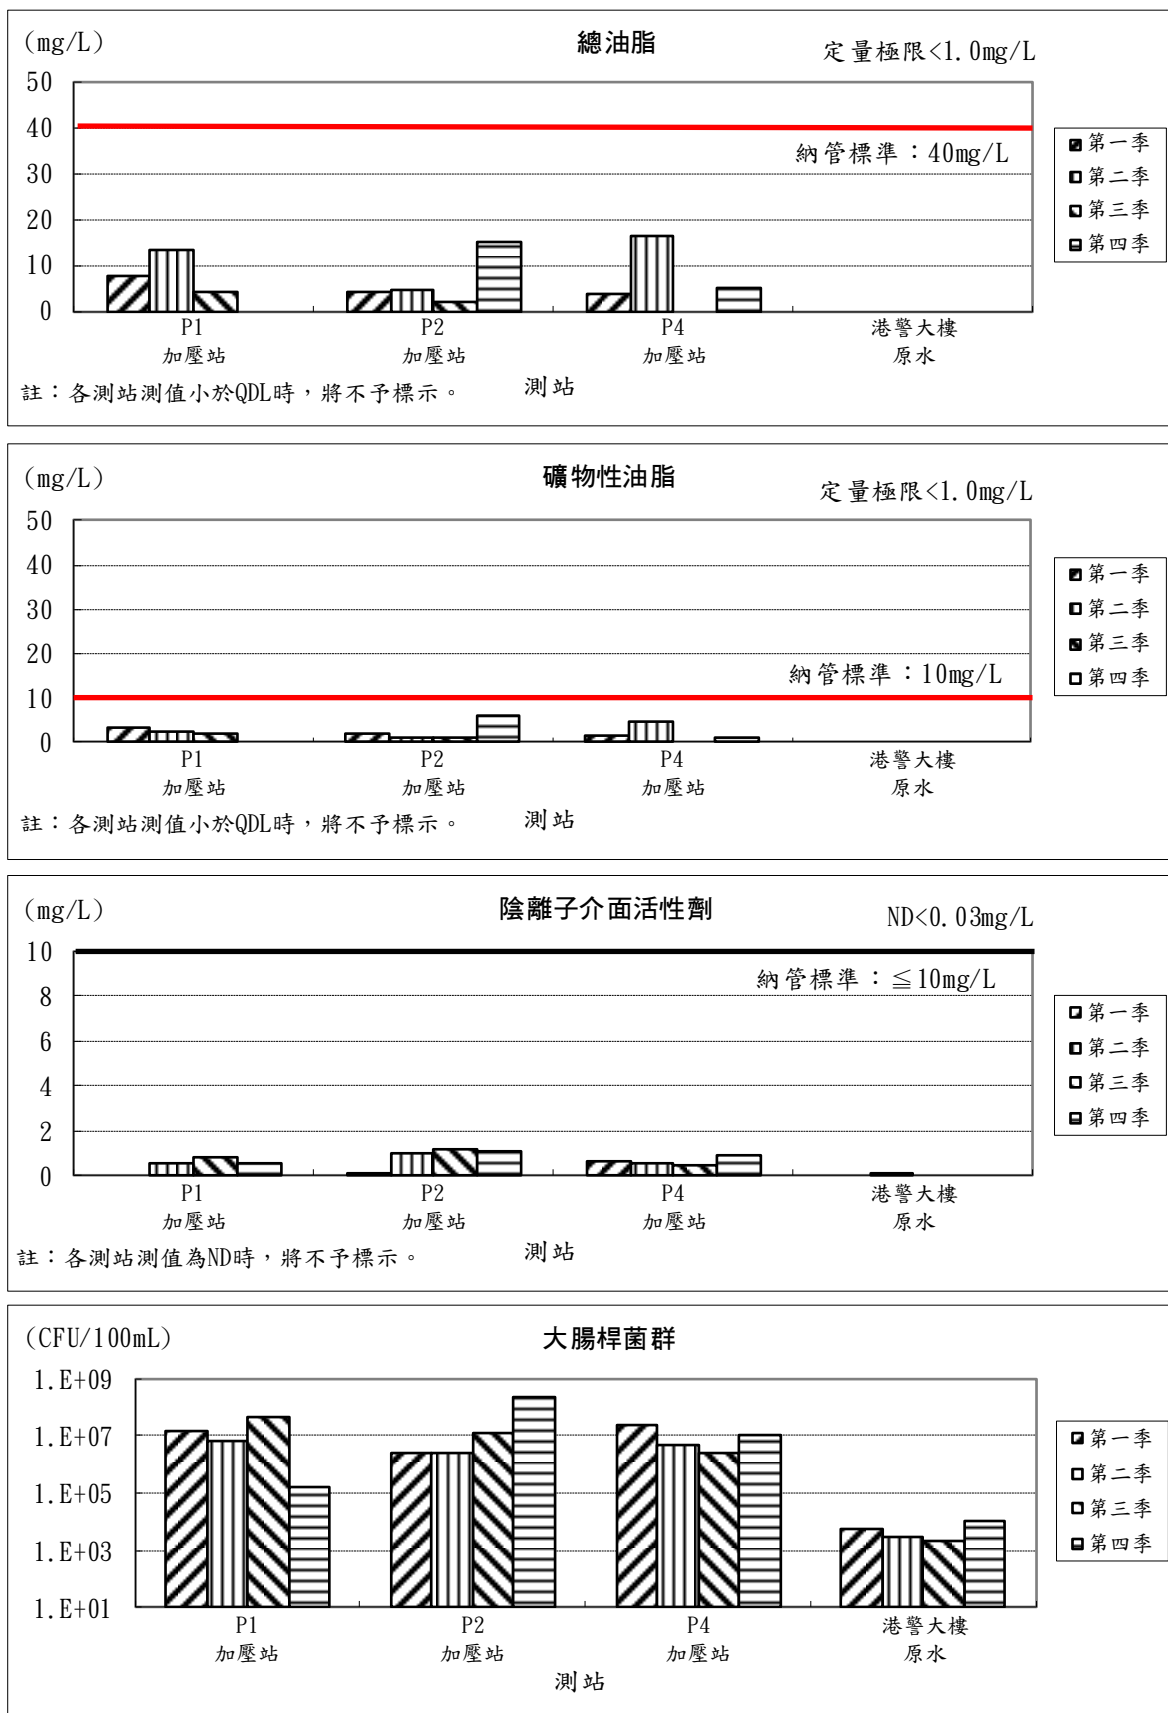 (mg/L)
總油脂
定量極限<1.0mg/L
50
40
30
20
10
0
納管標準：40mg/L
第一季
第二季
第三季
第四季
P1
加壓站
P2
加壓站
P4
加壓站
港警大樓
原水
註：各測站測值小於QDL時，將不予標示。
測站
(mg/L)
礦物性油脂
定量極限<1.0mg/L
50
40
30
20
10
0
納管標準：10mg/L
第一季
第二季
第三季
第四季
P1
加壓站
P2
加壓站
P4
加壓站
港警大樓
原水
註：各測站測值小於QDL時，將不予標示。
測站
(mg/L)
陰離子介面活性劑
ND<0.03mg/L
10
8
6
4
2
0
納管標準：≦10mg/L
第一季
第二季
第三季
第四季
P1
加壓站
P2
加壓站
P4
加壓站
港警大樓
原水
註：各測站測值為ND時，將不予標示。
測站
(CFU/100mL)
大腸桿菌群
1.E+09
1.E+07
1.E+05
1.E+03
1.E+01
第一季
第二季
第三季
第四季
P1
加壓站
P2
加壓站
P4
加壓站
港警大樓
原水
測站